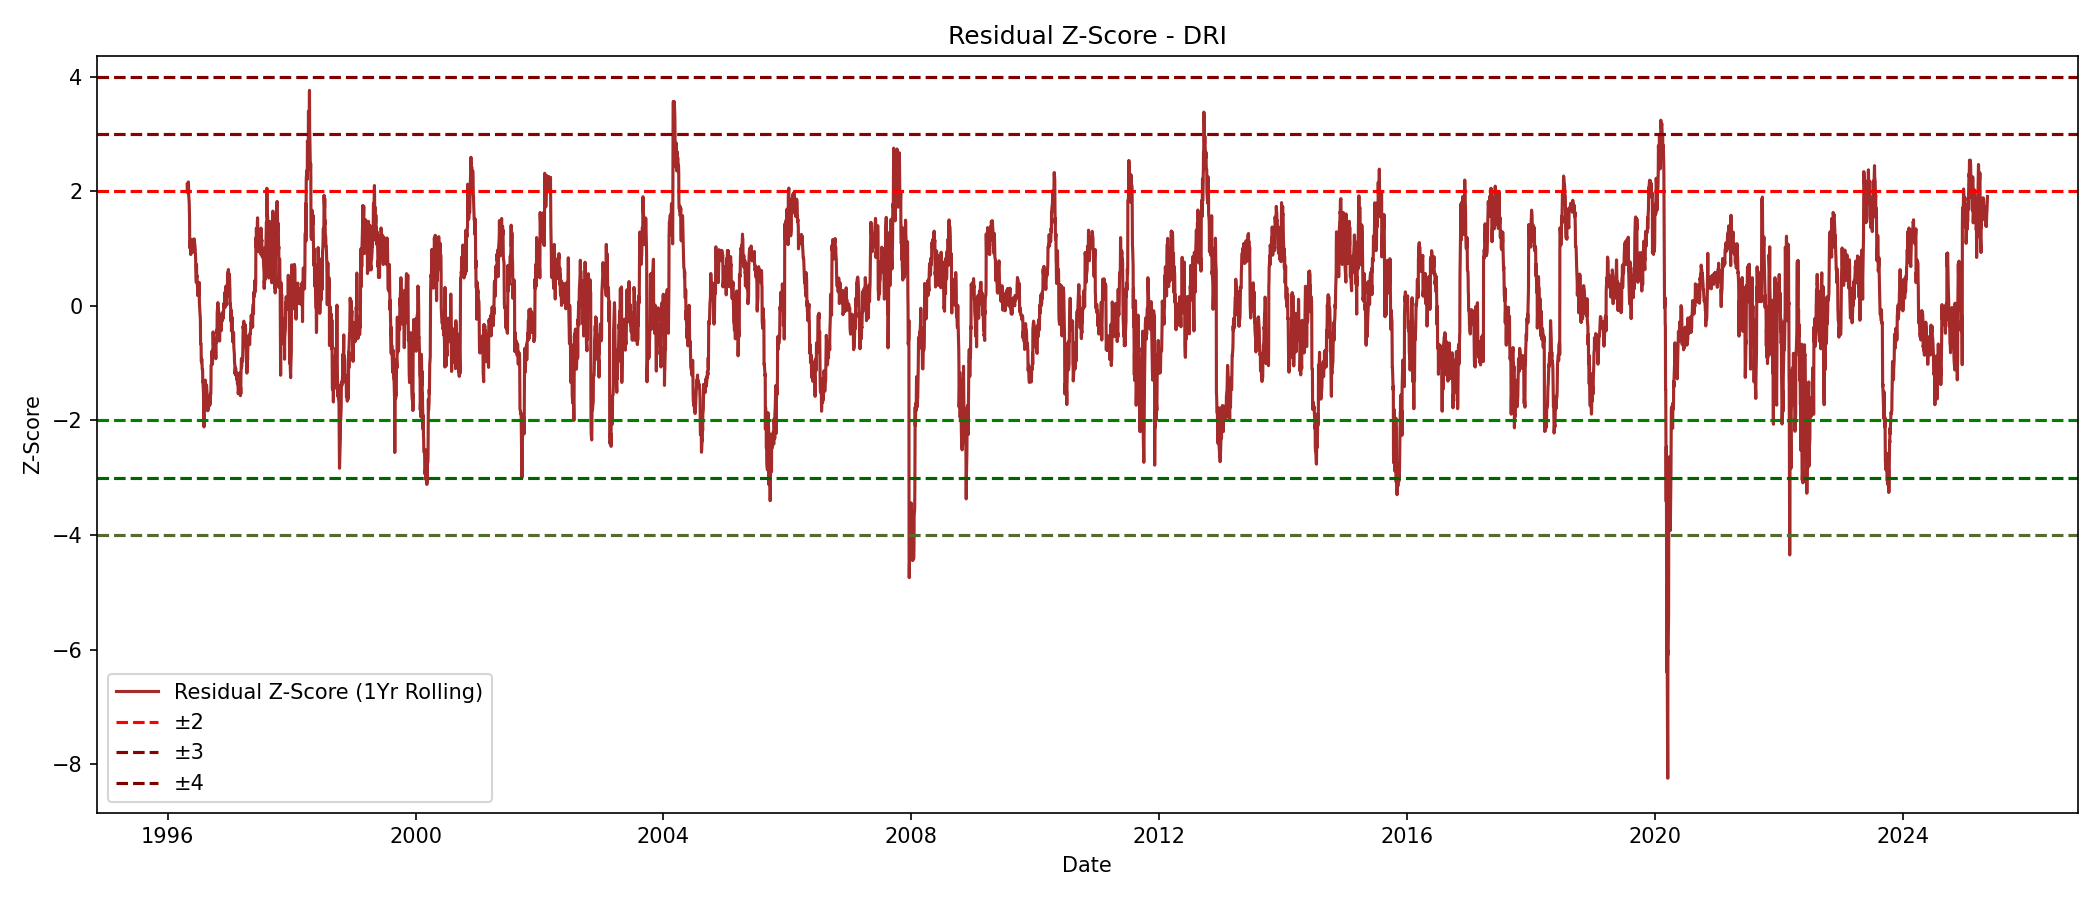 Residual Z-Score - DRI
Z-Score
4
2
0
−2
−4
−6
−8
Residual Z-Score (1Yr Rolling)
±2
±3
±4
1996 2000 2004 2008 2012 2016 2020 2024
Date